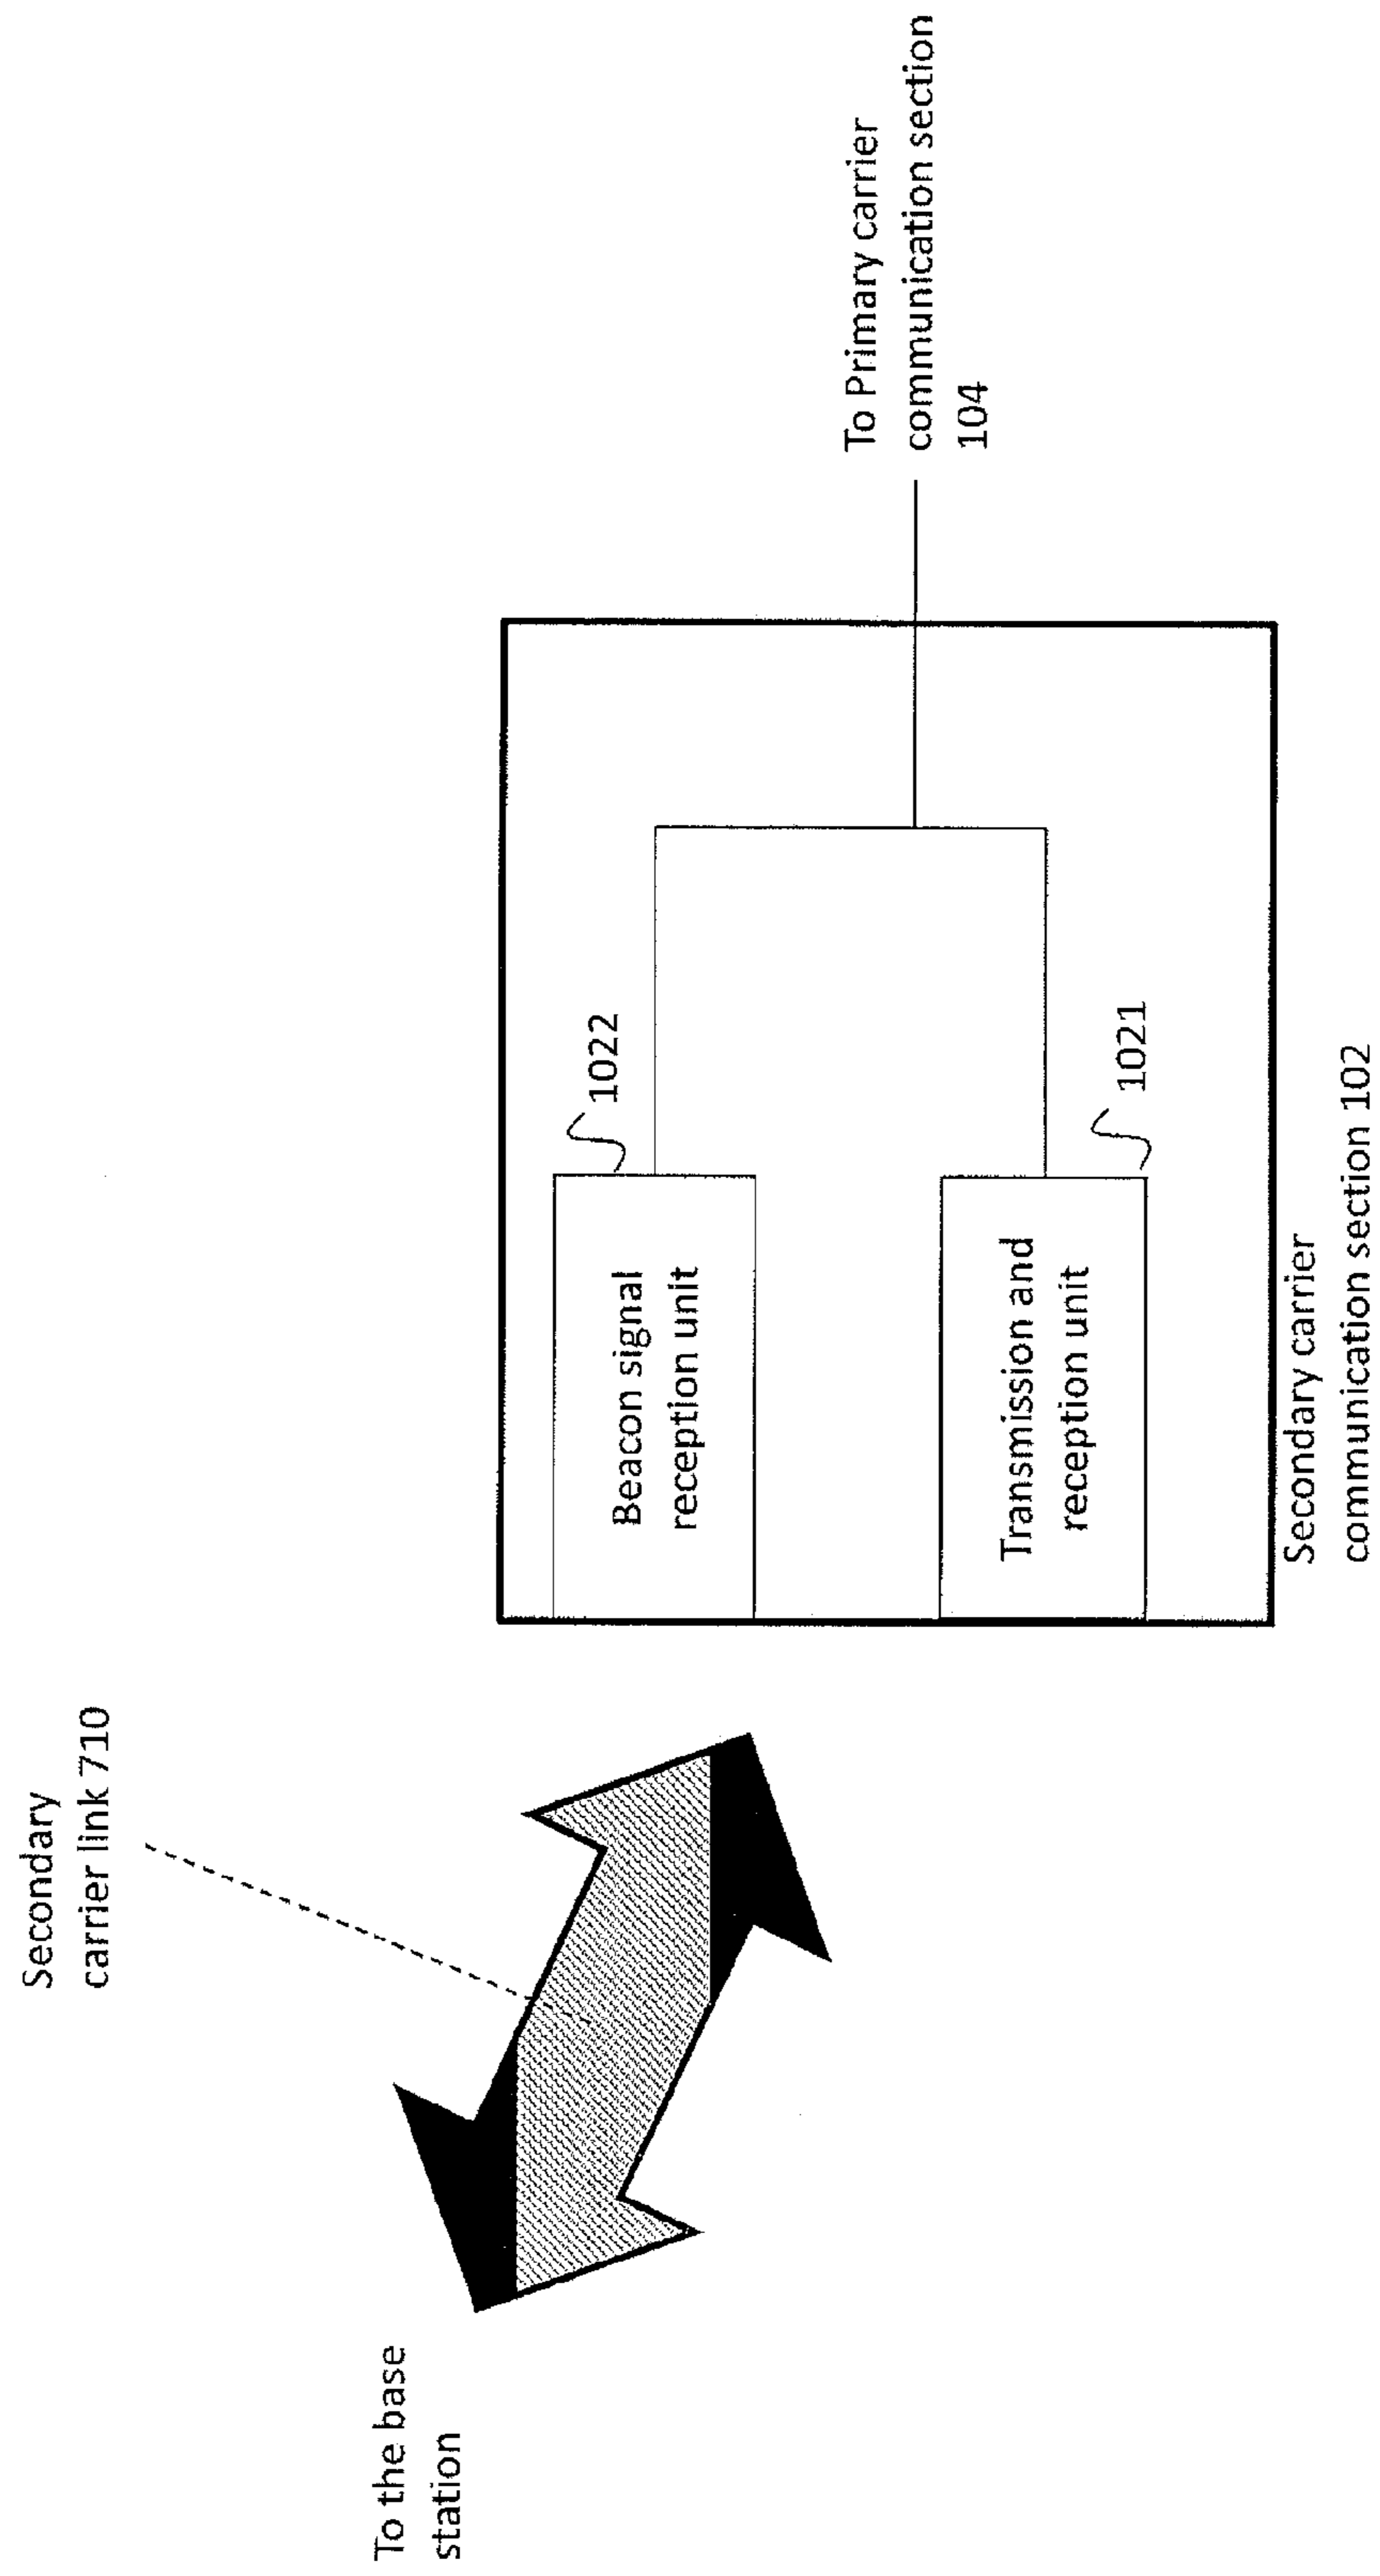 Secondary
carrier link 710
To the base
station
Beacon signal
reception unit
1022
Transmission and
reception unit
1021
To Primary carrier
communication section
104
Secondary carrier
communication section 102